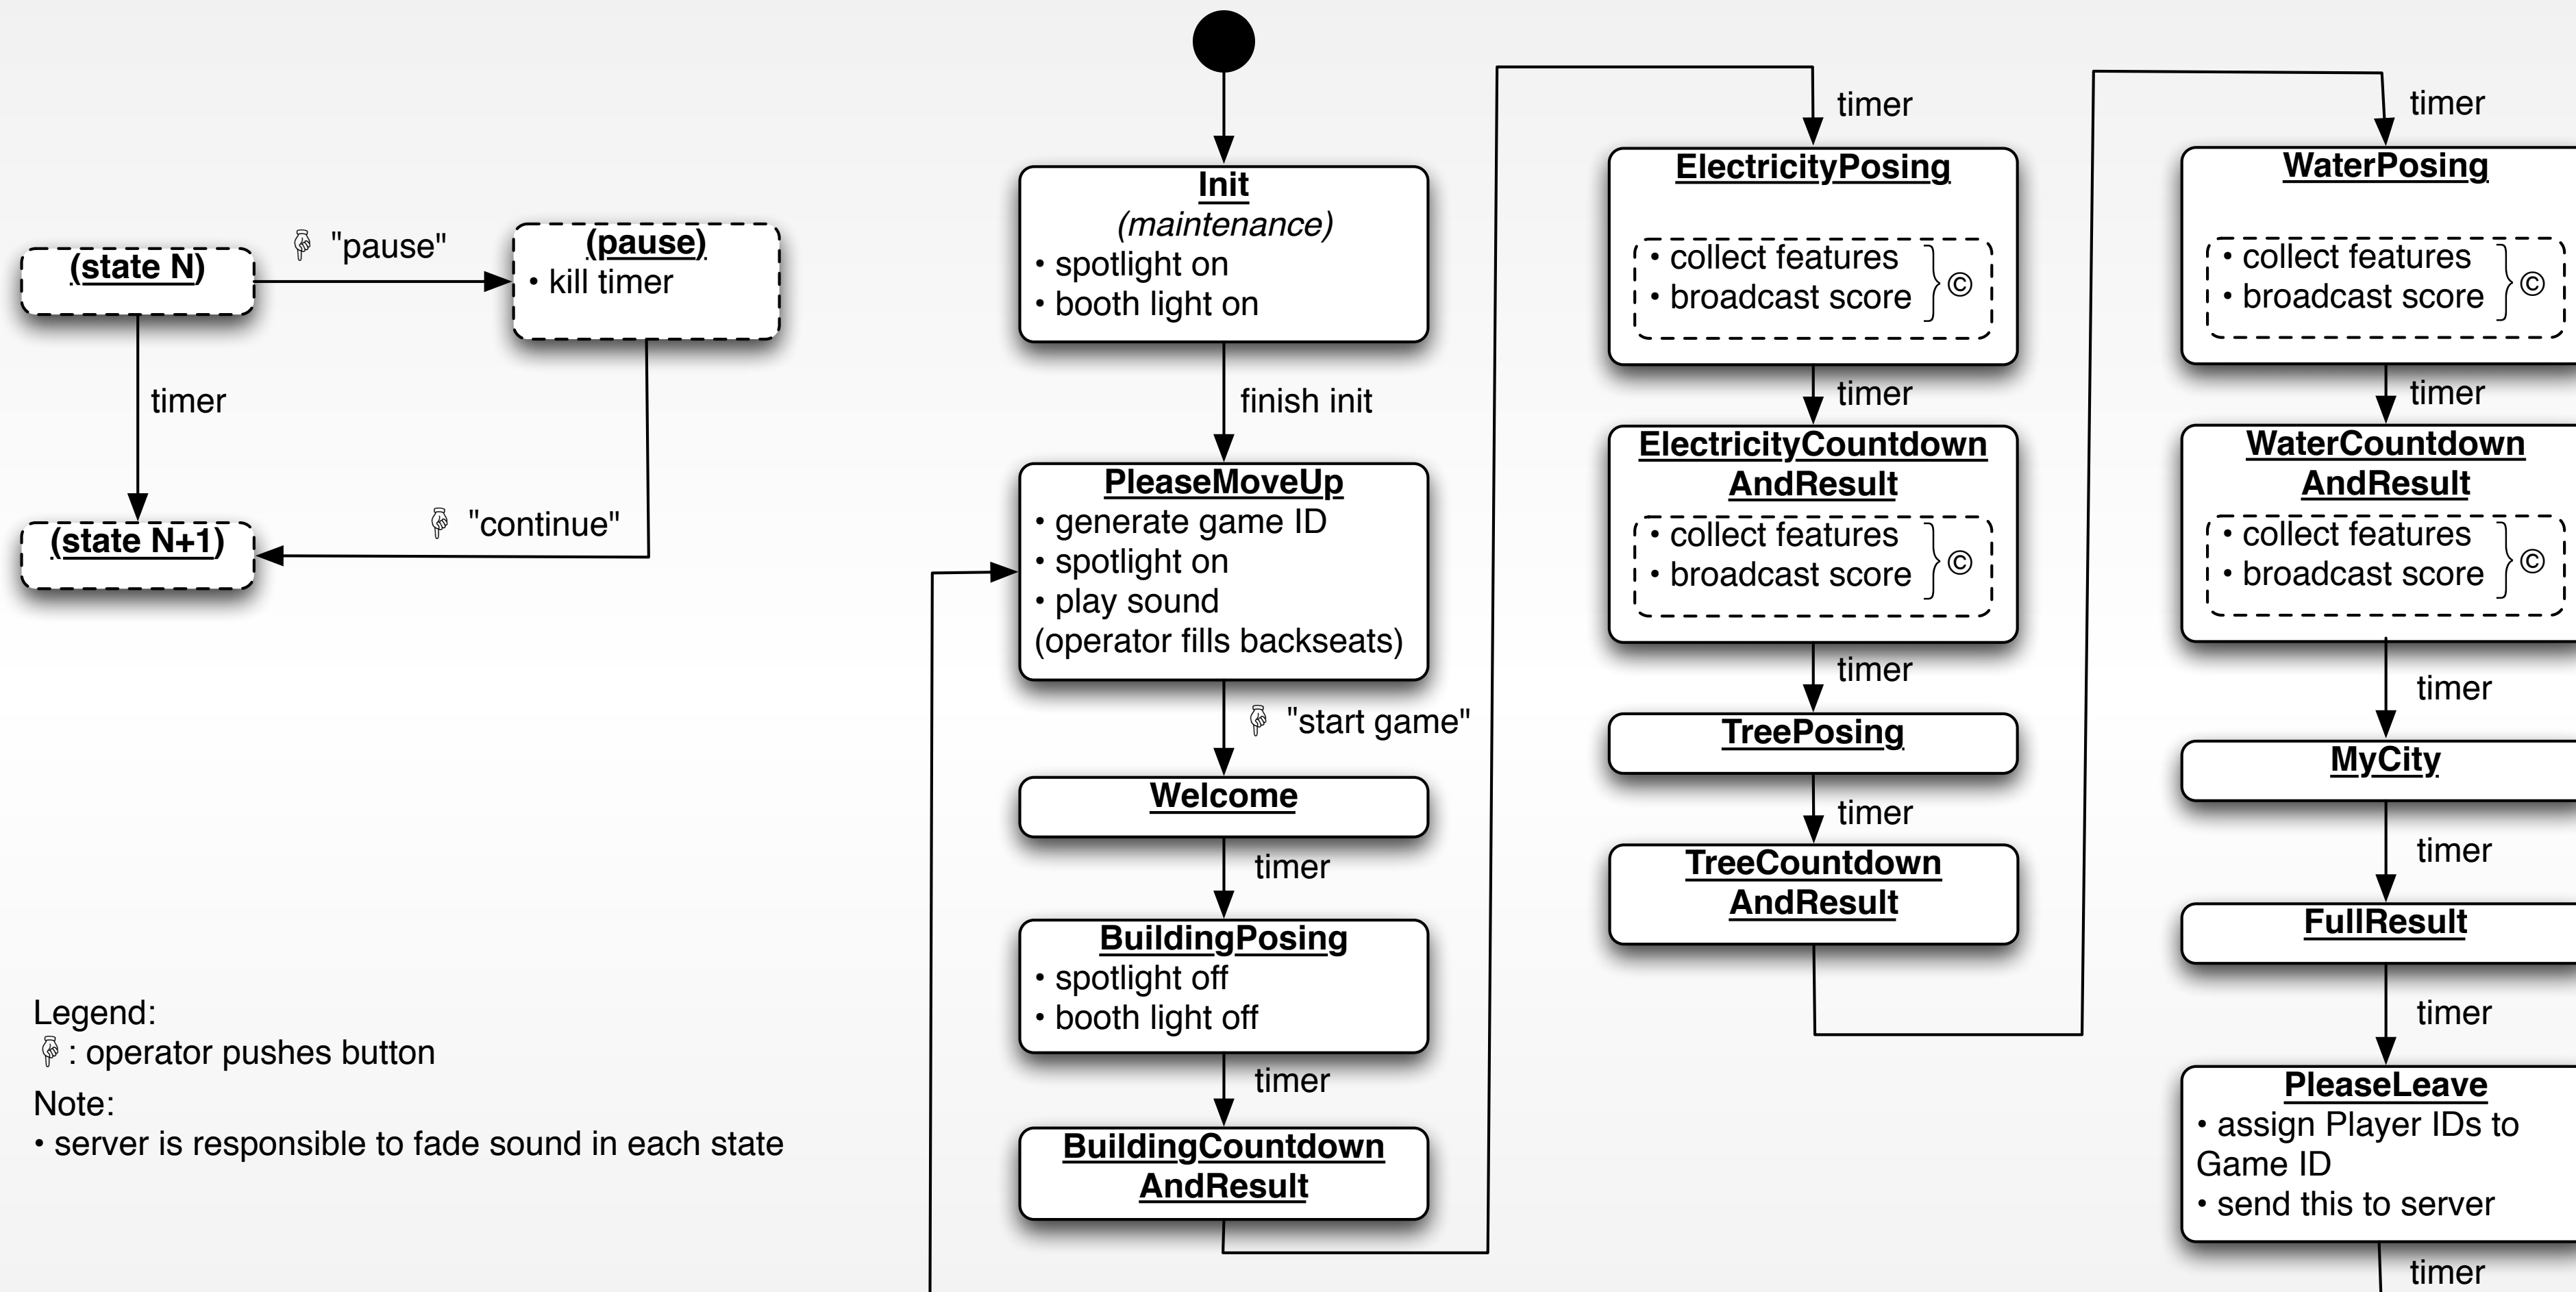 (state N)
☟ "pause"
(pause)
• kill timer
timer
☟ "continue"
(state N+1)
Legend:
☟ : operator pushes button
Note:
• server is responsible to fade sound in each state
Init
(maintenance)
• spotlight on
• booth light on
finish init
PleaseMoveUp
• generate game ID
• spotlight on
• play sound
(operator fills backseats)
☟ "start game"
Welcome
timer
BuildingPosing
• spotlight off
• booth light off
timer
BuildingCountdown
AndResult
timer
ElectricityPosing
• collect features
• broadcast score
©
timer
ElectricityCountdown
AndResult
• collect features
• broadcast score
©
timer
TreePosing
timer
TreeCountdown
AndResult
timer
WaterPosing
• collect features
• broadcast score
©
timer
WaterCountdown
AndResult
• collect features
• broadcast score
©
timer
MyCity
timer
FullResult
timer
PleaseLeave
• assign Player IDs to
Game ID
• send this to server
timer